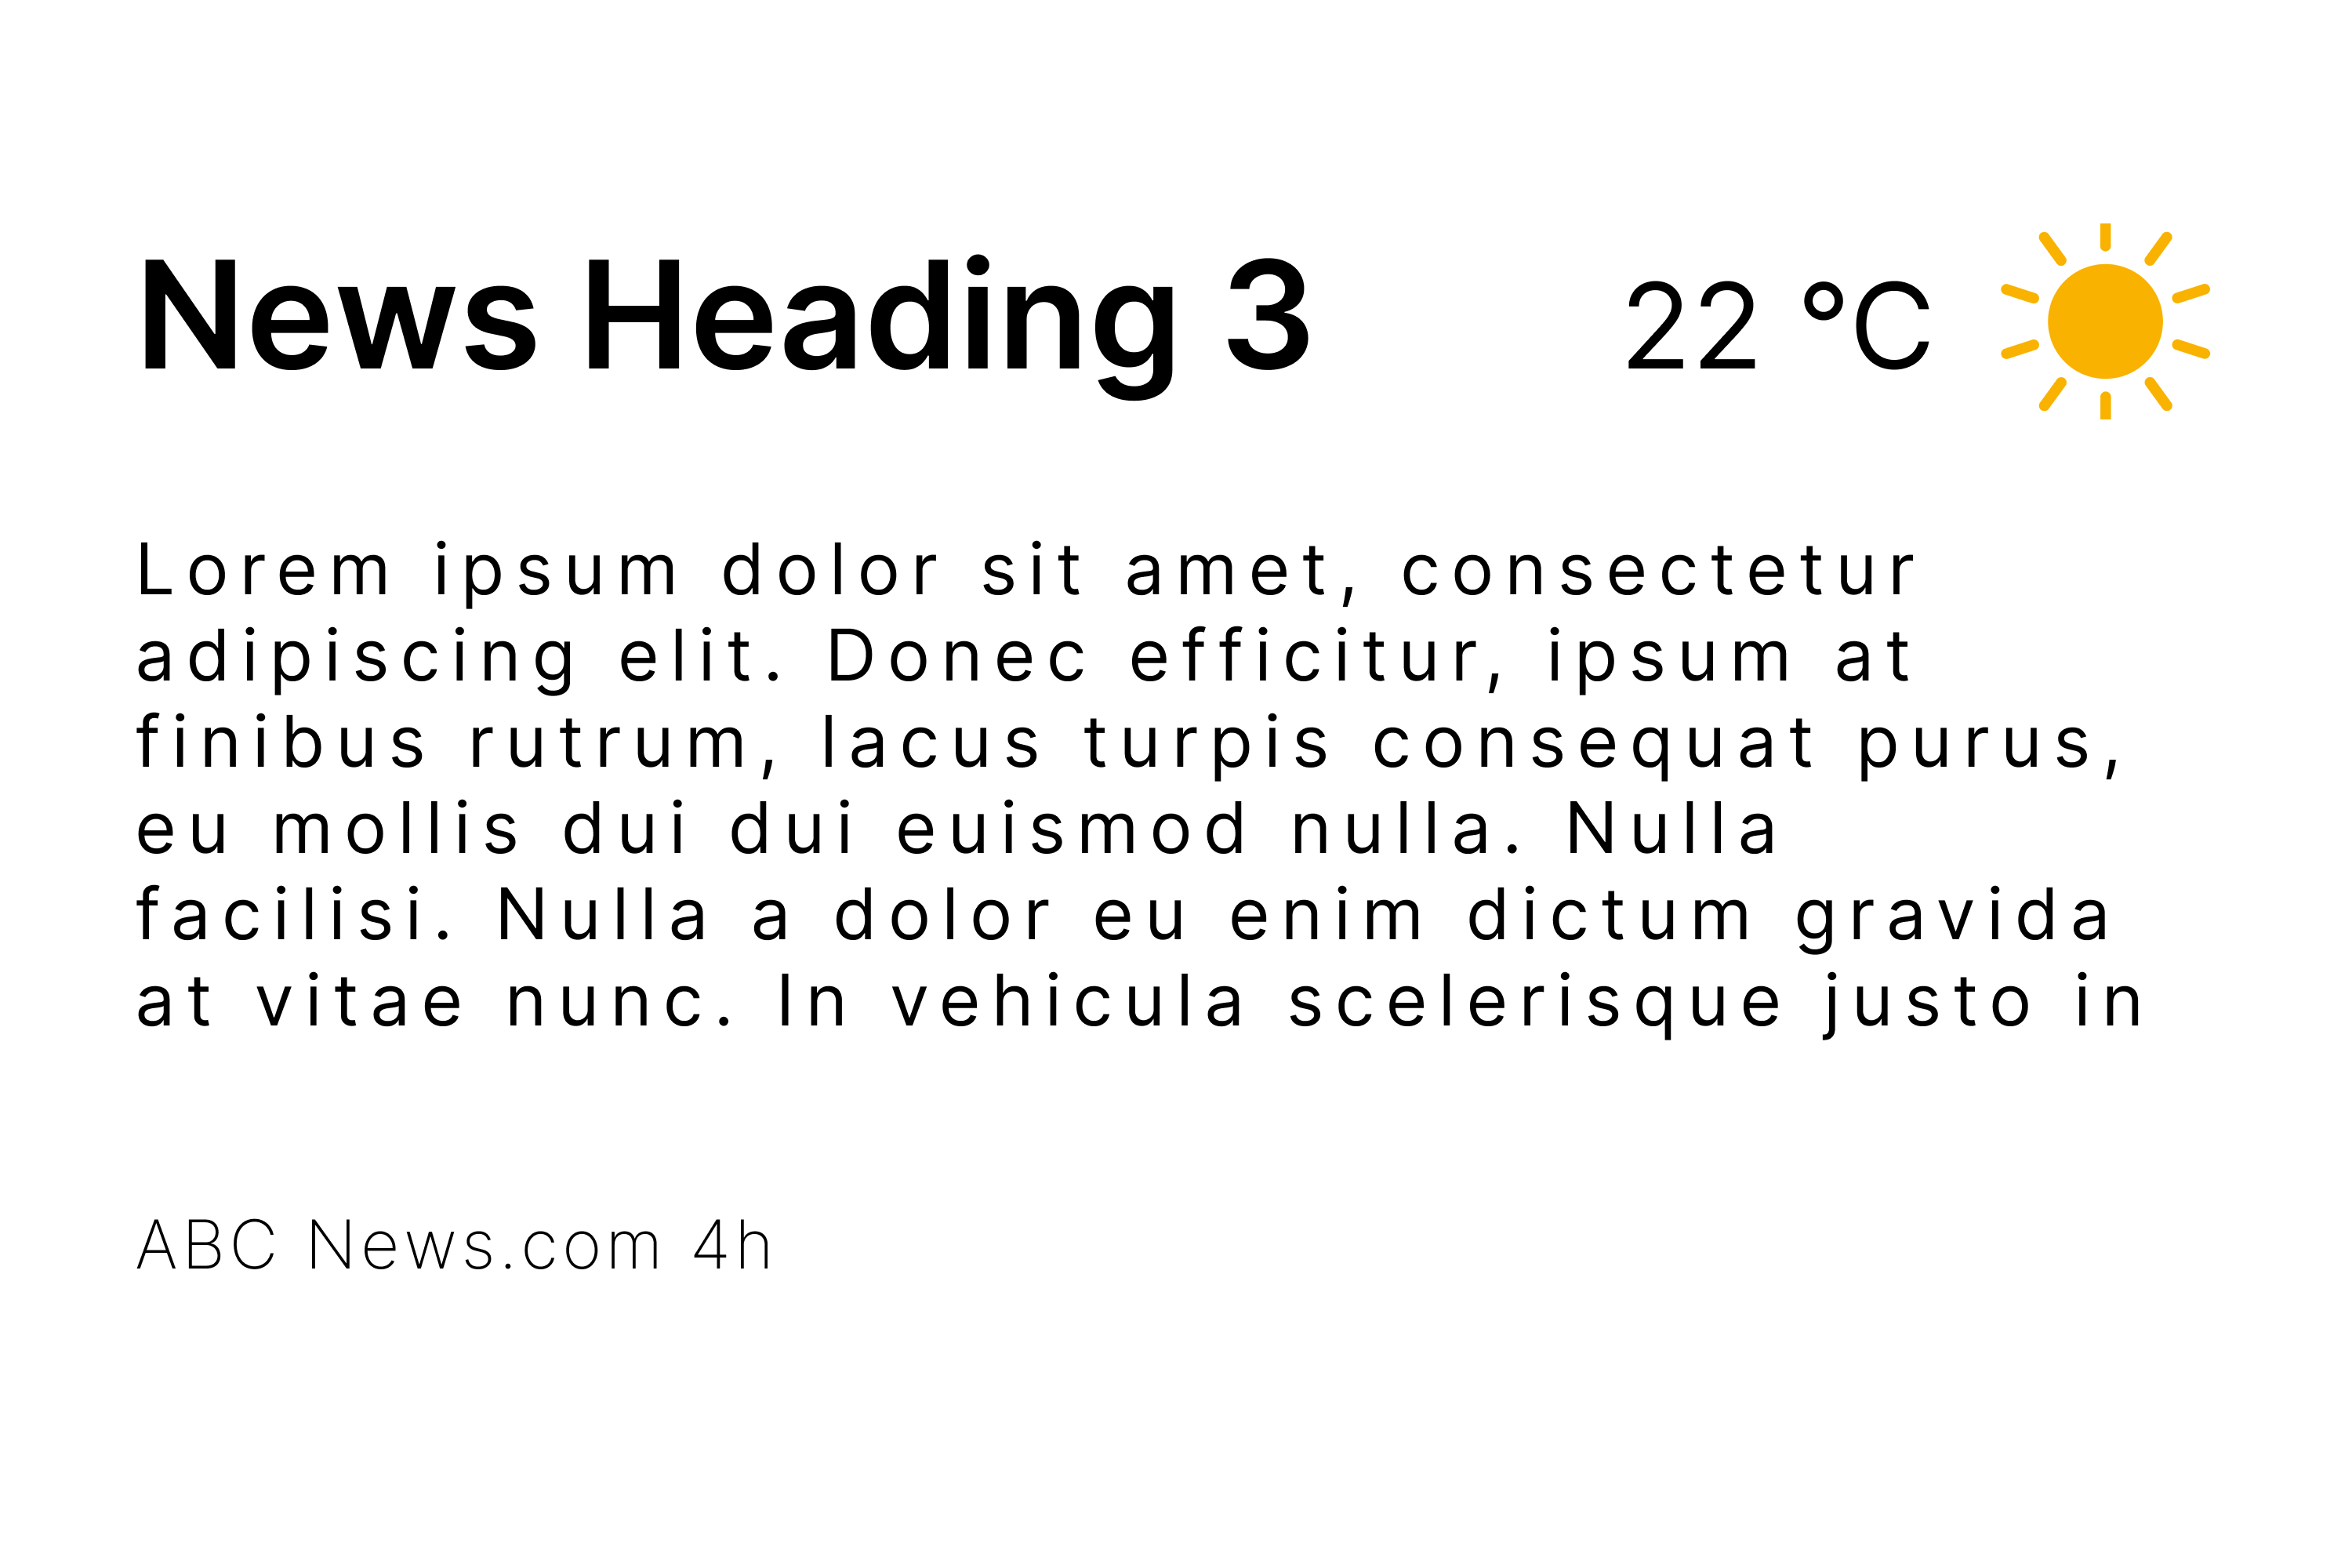 News Heading 3
22 °C
Lorem ipsum dolor sit amet, consectetur
adipiscing elit. Donec efficitur, ipsum at
finibus rutrum, lacus turpis consequat purus,
eu mollis dui dui euismod nulla. Nulla
facilisi. Nulla a dolor eu enim dictum gravida
at vitae nunc. In vehicula scelerisque justo in
ABC News.com 4h